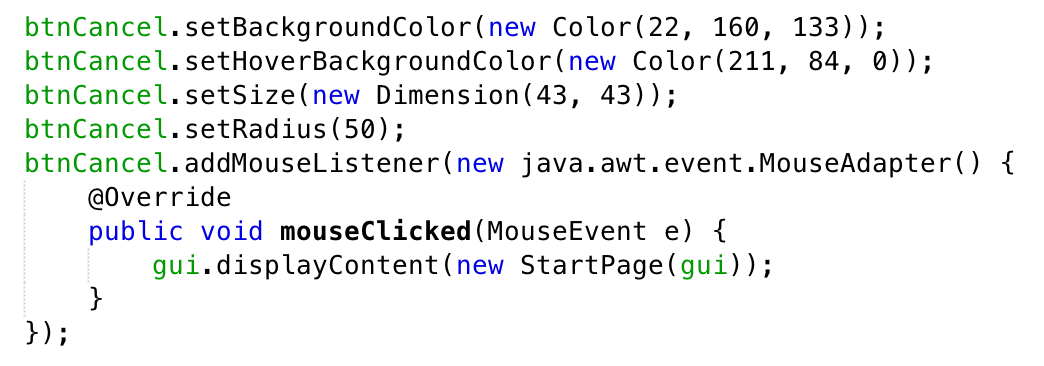 btnCancel.setBackgroundColor(new Color(22, 160, 133));
btnCancel.setHoverBackgroundColor(new Color(211, 84, 0));
btnCancel.setSize(new Dimension(43, 43));
btnCancel.setRadius(50);
btnCancel.addMouseListener(new java.awt.event.MouseAdapter() {
    @Override
    public void mouseClicked(MouseEvent e) {
        gui.displayContent(new StartPage(gui));
    }
});